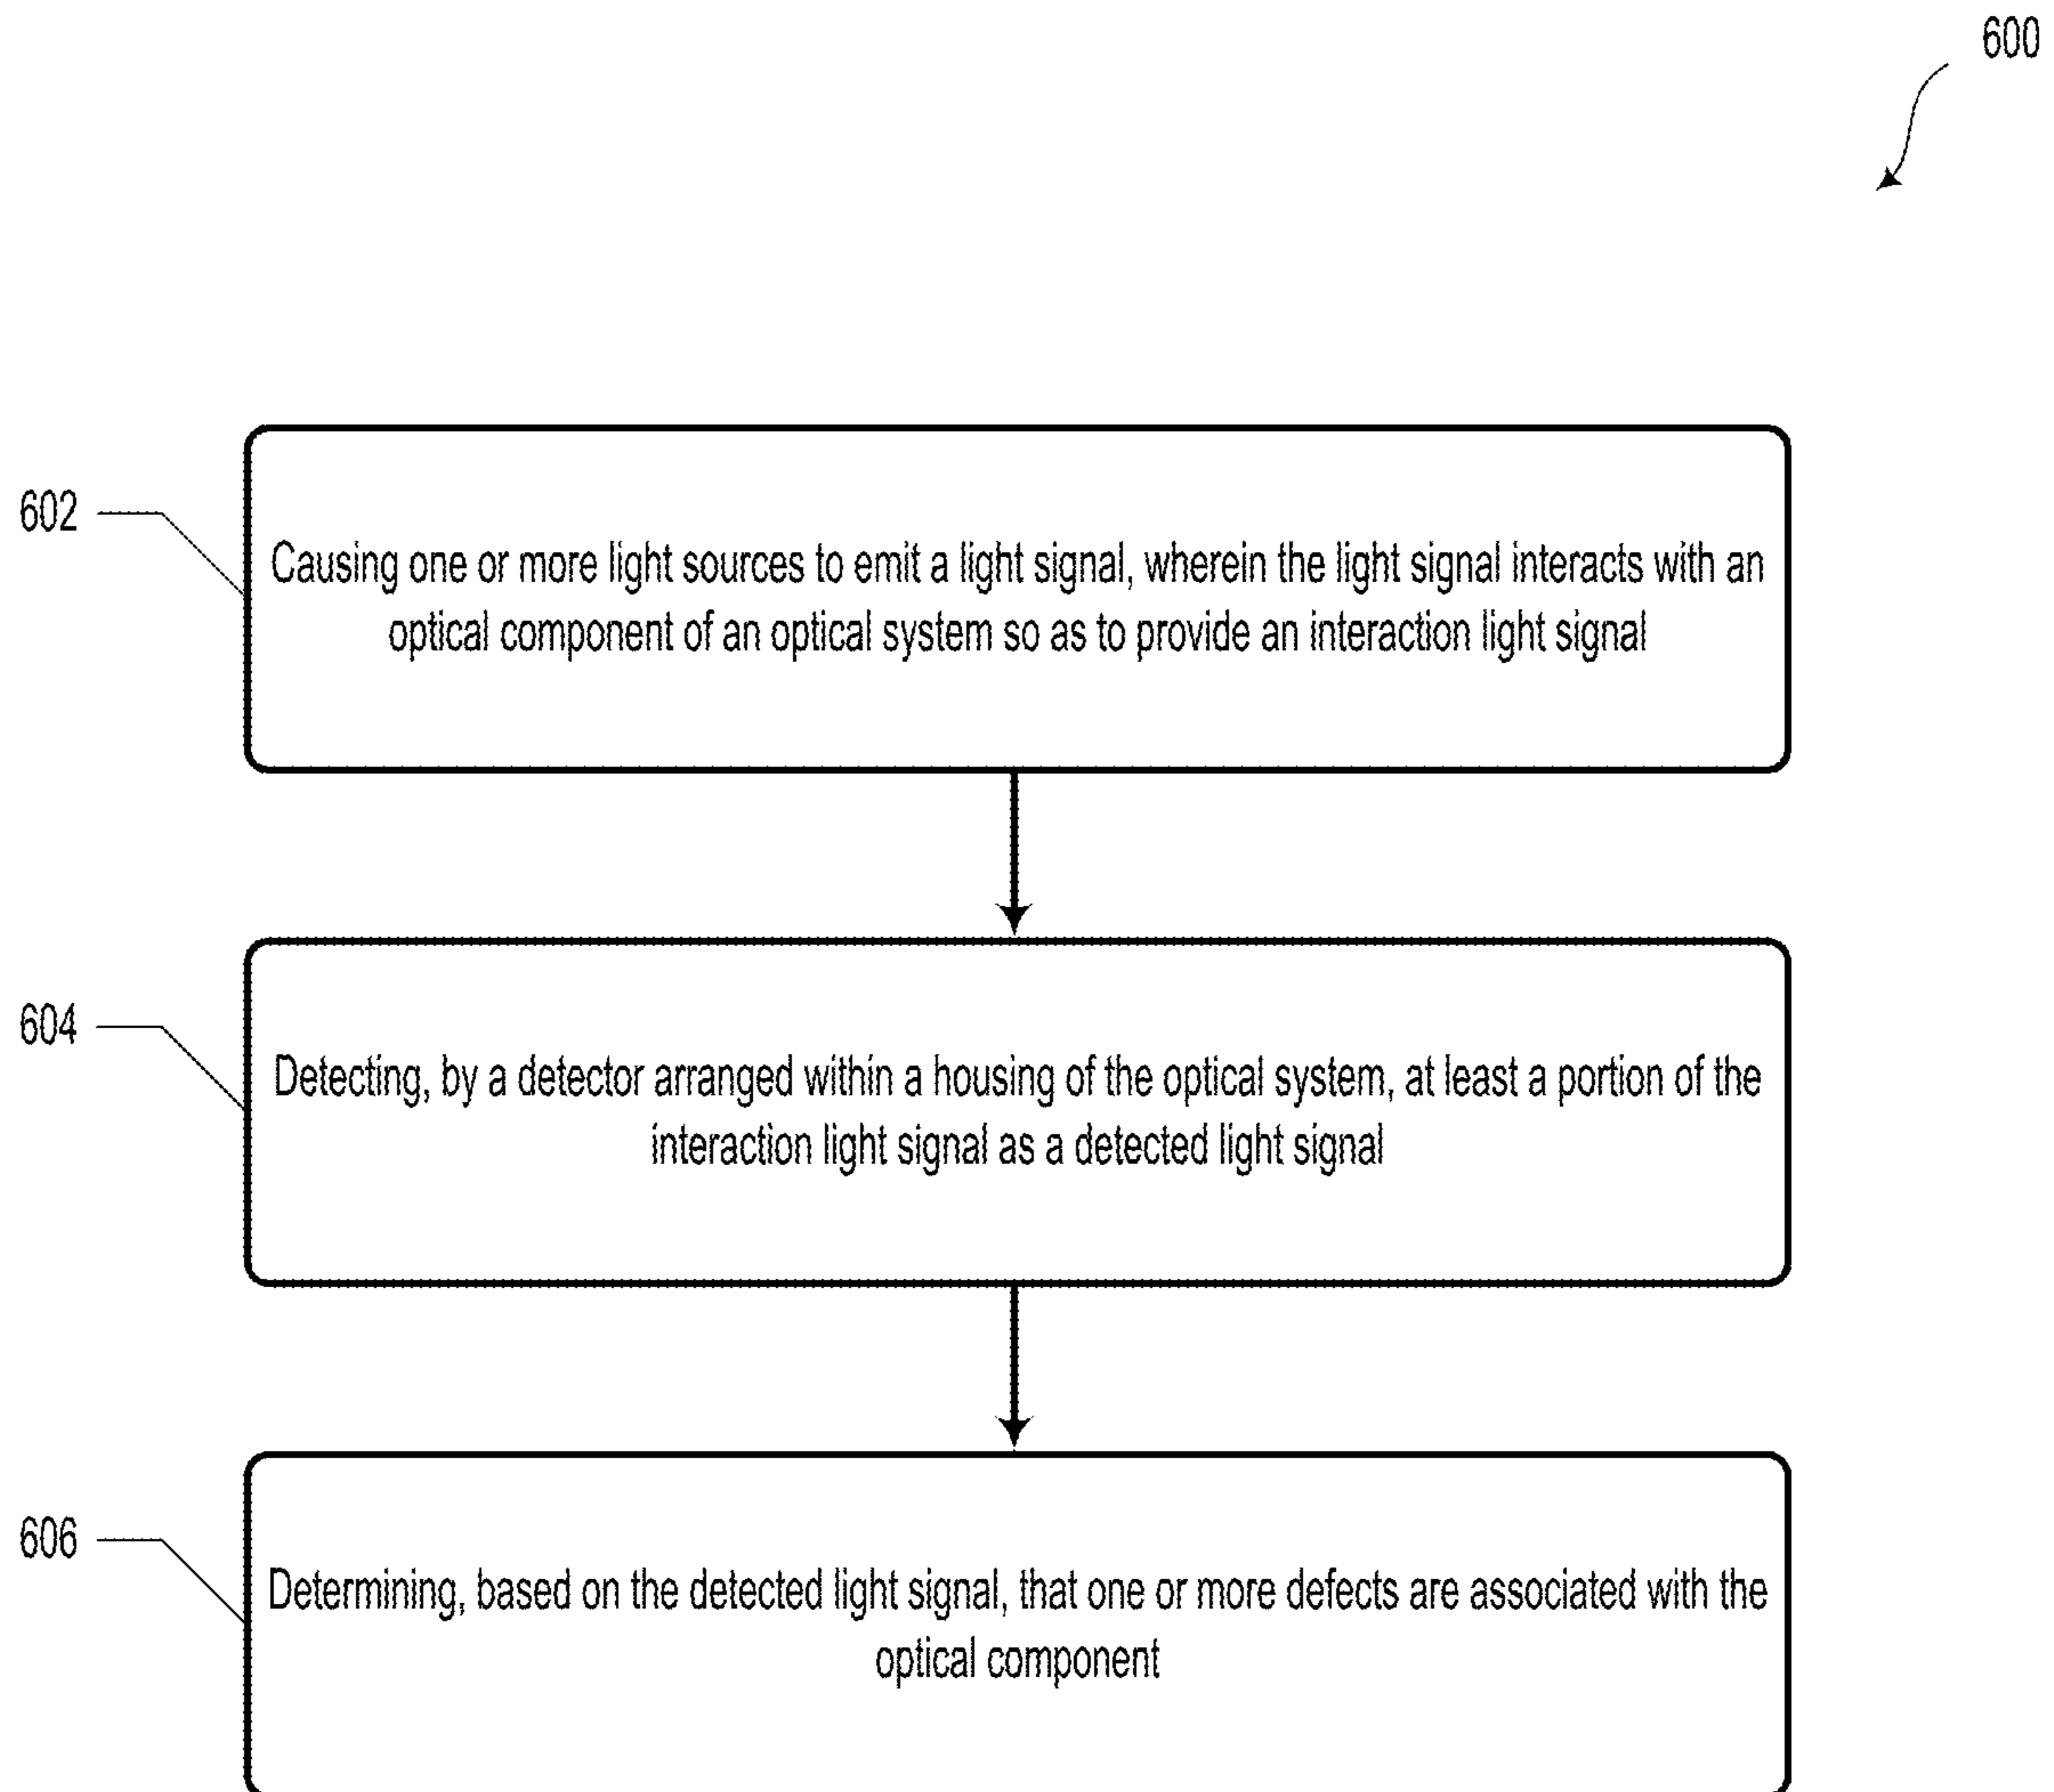 600
602
Causing one or more light sources to emit a light signal, wherein the light signal interacts with an
optical component of an optical system so as to provide an interaction light signal
604
Detecting, by a detector arranged within a housing of the optical system, at least a portion of the
interaction light signal as a detected light signal
606
Determining, based on the detected light signal, that one or more defects are associated with the
optical component